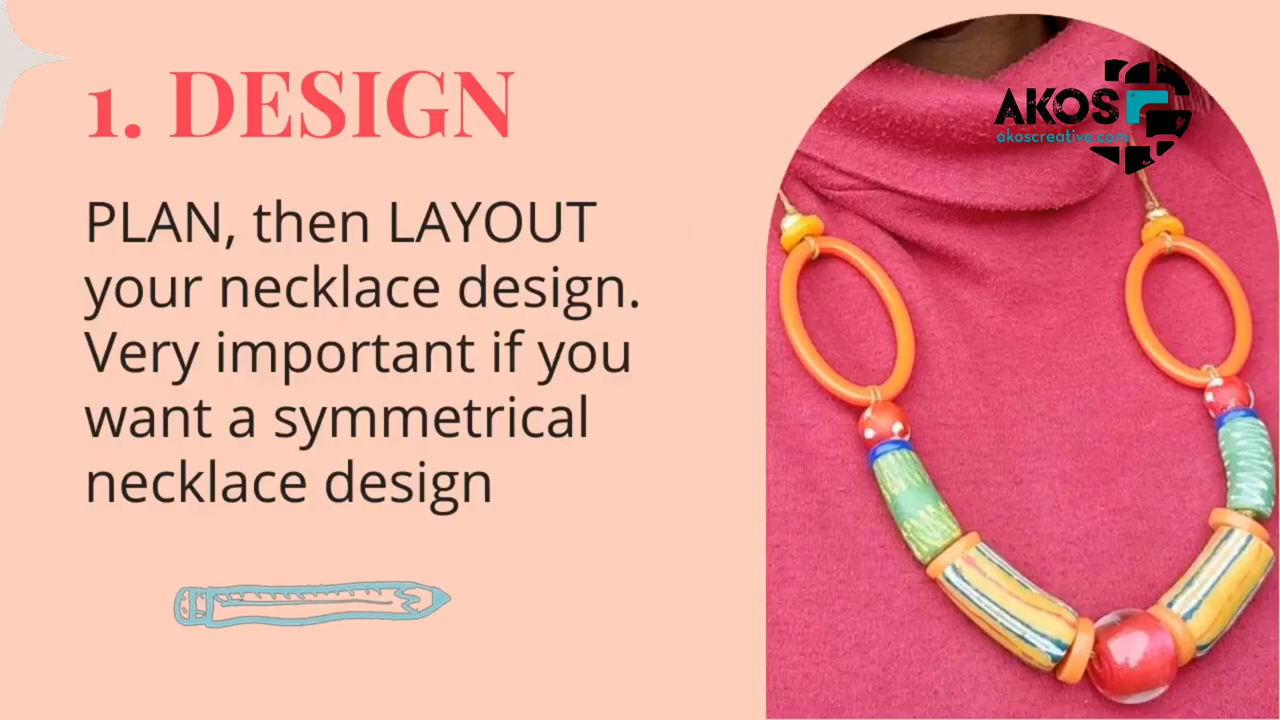 1. DESIGN
PLAN, then LAYOUT
your necklace design.
Very important if you
want a symmetrical
necklace design
AKOS
akoscreative.com